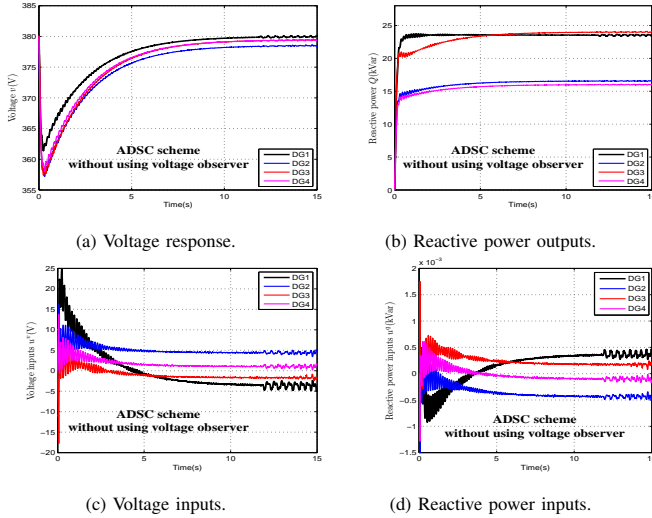 385
380
375
370
365
360
355
0
5
10
15
Voltage v(V)
Time(s)
ADSC scheme
without using voltage observer
DG1
DG2
DG3
DG4
(a) Voltage response.
25
20
15
10
5
0
0
5
10
15
Reactive power Q(kVar)
Time(s)
ADSC scheme
without using voltage observer
DG1
DG2
DG3
DG4
(b) Reactive power outputs.
25
20
15
10
5
0
−5
−10
−15
−20
0
5
10
15
Voltage inputs uᵛ(V)
Time(s)
ADSC scheme
without using voltage observer
DG1
DG2
DG3
DG4
(c) Voltage inputs.
x 10⁻³
2
1.5
1
0.5
0
−0.5
−1
−1.5
0
5
10
15
Reactive power inputs u^q(kVar)
Time(s)
ADSC scheme
without using voltage observer
DG1
DG2
DG3
DG4
(d) Reactive power inputs.